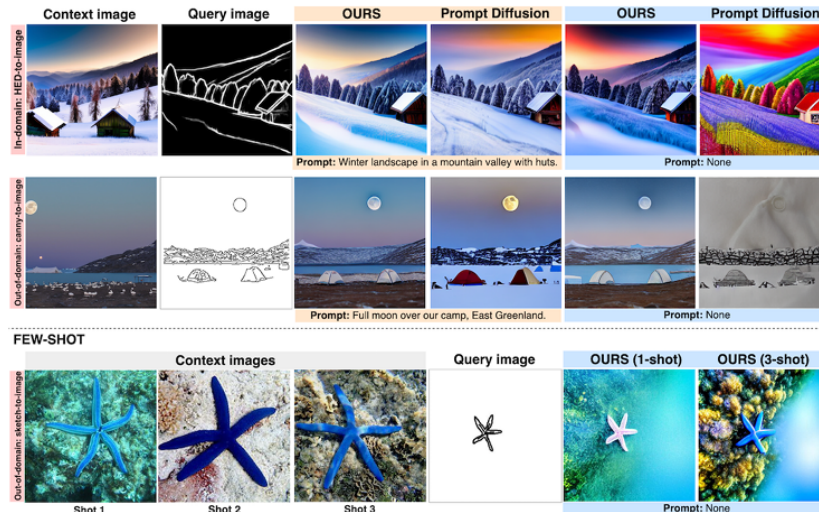 Context image Query image OURS Prompt Diffusion OURS Prompt Diffusion
In-domain: HED-to-image
Prompt: Winter landscape in a mountain valley with huts. Prompt: None
Out-of-domain: canny-to-image
Prompt: Full moon over our camp, East Greenland. Prompt: None
FEW-SHOT
Context images Query image OURS (1-shot) OURS (3-shot)
Out-of-domain: sketch-to-image
Shot 1 Shot 2 Shot 3 Prompt: None